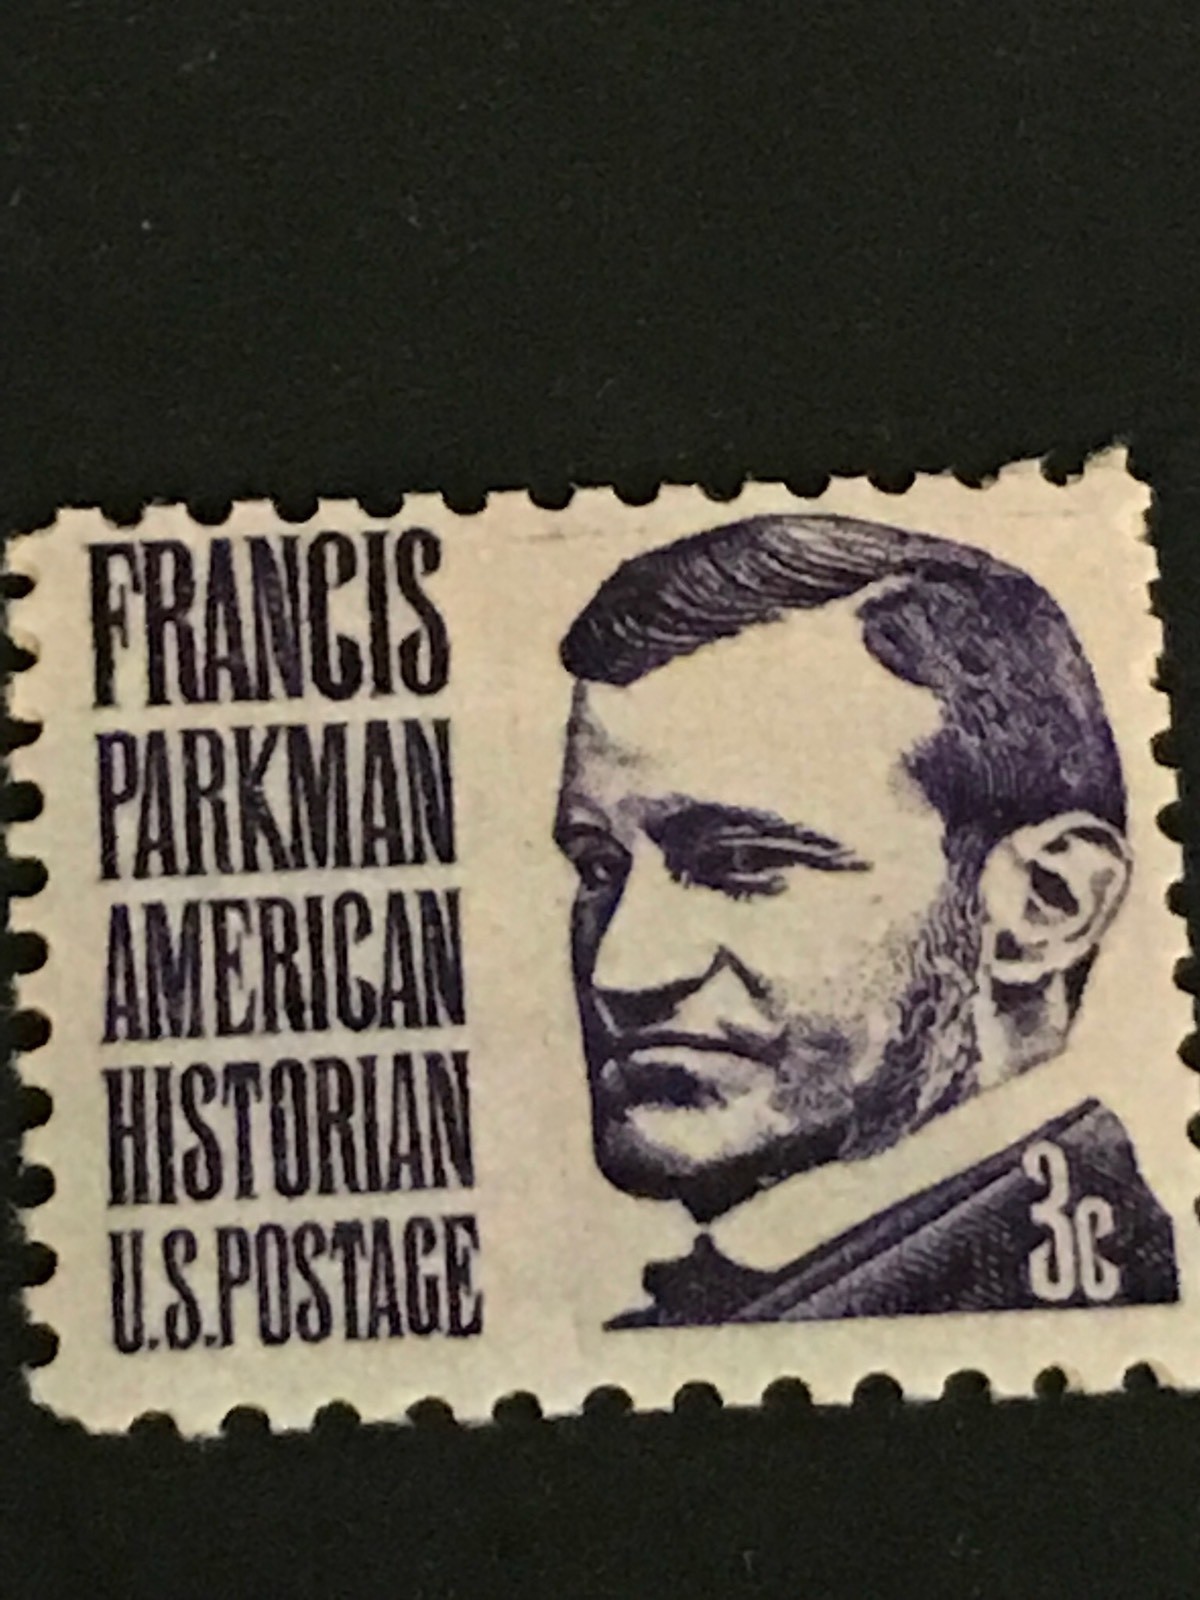 FRANCIS
PARKMAN
AMERICAN
HISTORIAN
U.S.POSTAGE
3c